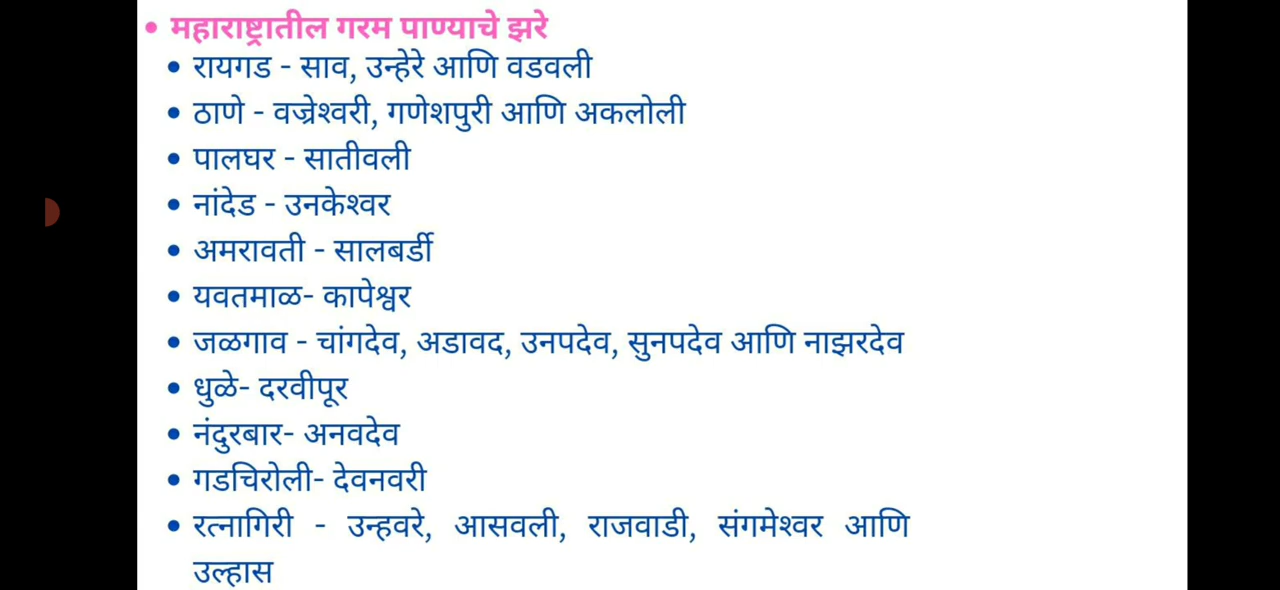 • महाराष्ट्रातील गरम पाण्याचे झरे
• रायगड - साव, उन्हेरे आणि वडवली
• ठाणे - वज्रेश्वरी, गणेशपुरी आणि अकलोली
• पालघर - सातीवली
• नांदेड - उनकेश्वर
• अमरावती - सालबर्डी
• यवतमाळ- कापेश्वर
• जळगाव - चांगदेव, अडावद, उनपदेव, सुनपदेव आणि नाझरदेव
• धुळे- दरवीपूर
• नंदुरबार- अनवदेव
• गडचिरोली- देवनवरी
• रत्नागिरी - उन्हवरे, आसवली, राजवाडी, संगमेश्वर आणि
उल्हास